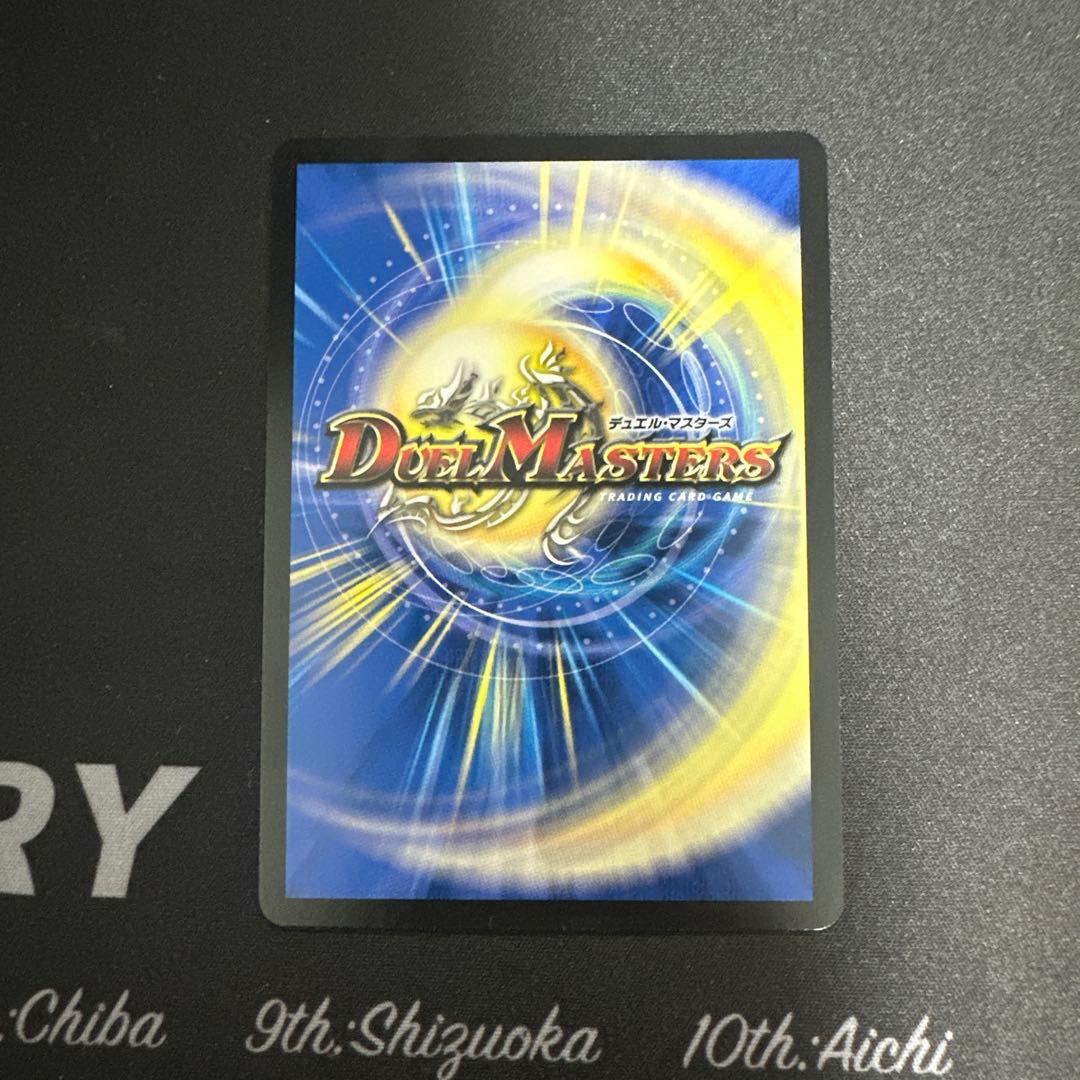 デュエル・マスターズ
DUEL MASTERS
TRADING CARD GAME
RY
:Chiba 9th.:Shizuoka 10th.:Aichi